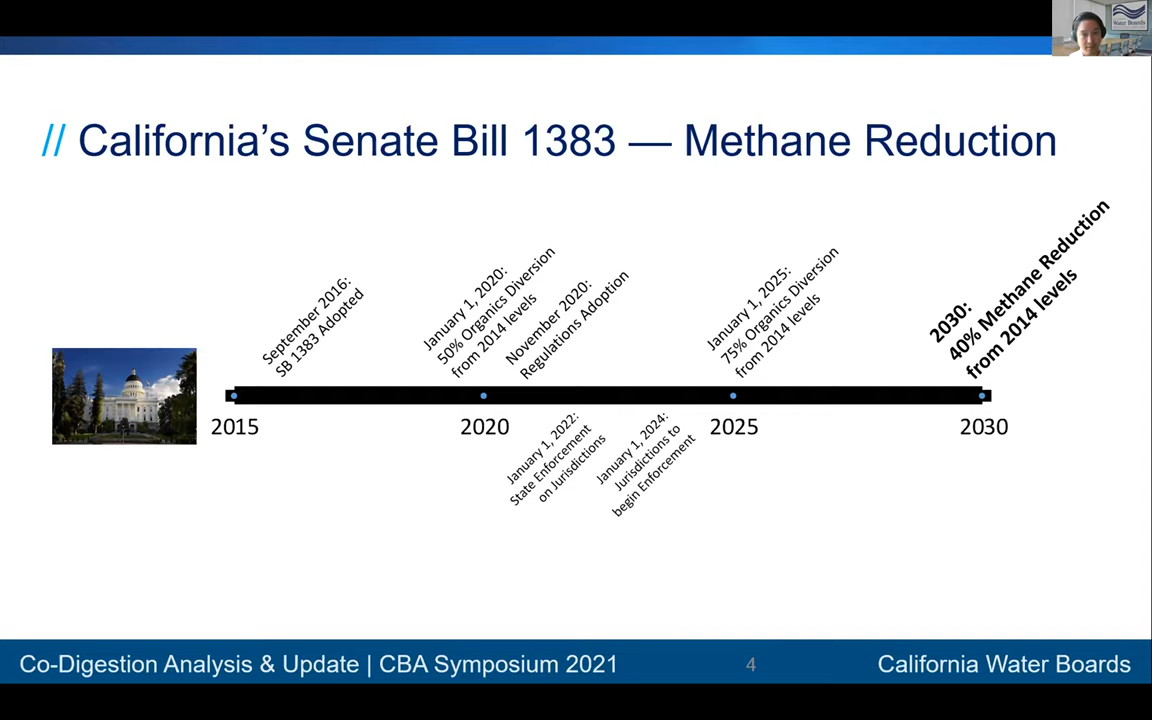 Water Boards
// California's Senate Bill 1383 — Methane Reduction
September 2016:
SB 1383 Adopted
January 1, 2020:
50% Organics Diversion
from 2014 levels
November 2020:
Regulations Adoption
January 1, 2025:
75% Organics Diversion
from 2014 levels
2030:
40% Methane Reduction
from 2014 levels
2015
2020
2025
2030
January 1, 2022:
State Enforcement
on Jurisdictions
January 1, 2024:
Jurisdictions to
begin Enforcement
Co-Digestion Analysis & Update | CBA Symposium 2021
4
California Water Boards